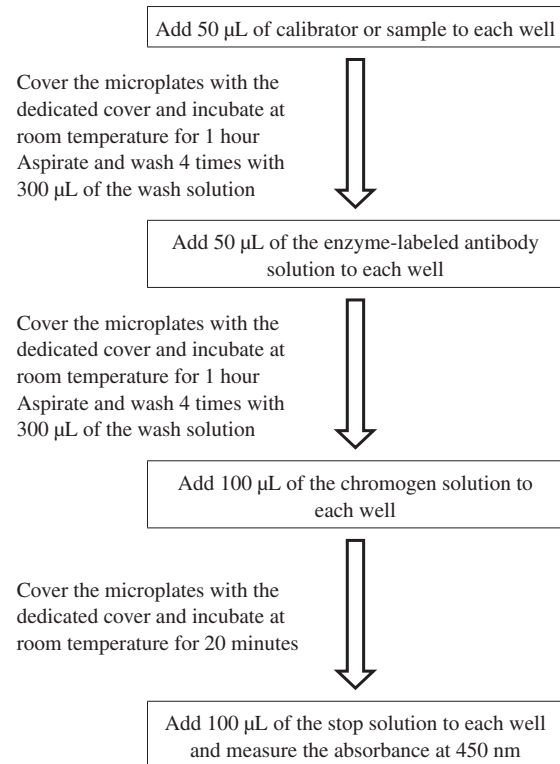 Add 50 µL of calibrator or sample to each well
Cover the microplates with the
dedicated cover and incubate at
room temperature for 1 hour
Aspirate and wash 4 times with
300 µL of the wash solution
Add 50 µL of the enzyme-labeled antibody
solution to each well
Cover the microplates with the
dedicated cover and incubate at
room temperature for 1 hour
Aspirate and wash 4 times with
300 µL of the wash solution
Add 100 µL of the chromogen solution to
each well
Cover the microplates with the
dedicated cover and incubate at
room temperature for 20 minutes
Add 100 µL of the stop solution to each well
and measure the absorbance at 450 nm